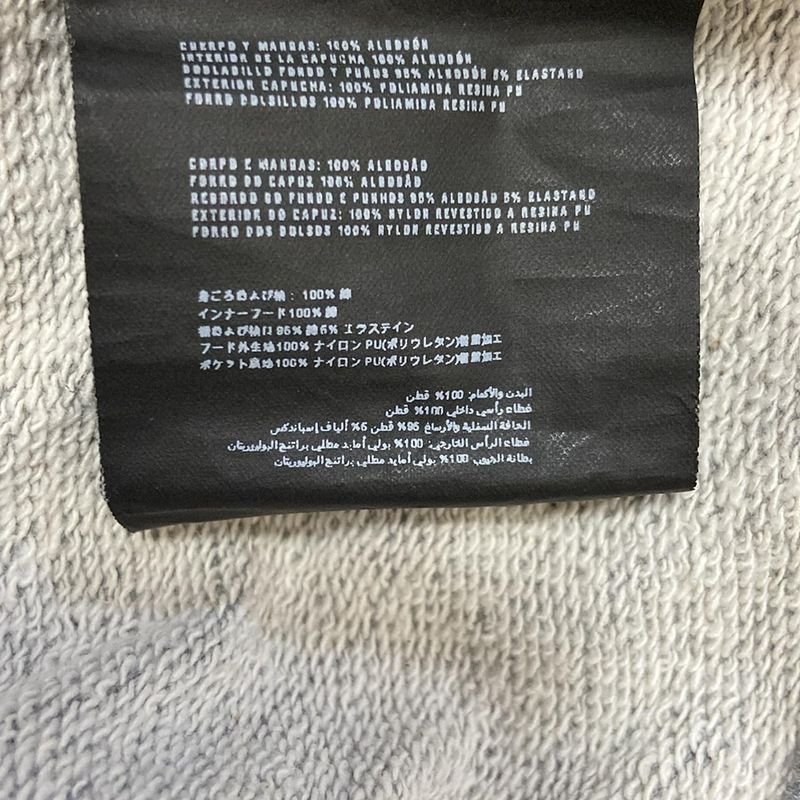 CUERPO Y MANGAS: 100% ALGODÓN
INTERIOR DE LA CAPUCHA 100% ALGODÓN
DOBLADILLO FONDO Y PUÑOS 95% ALGODÓN 5% ELASTANO
EXTERIOR CAPUCHA: 100% POLIAMIDA RESINA PU
FORRO BOLSILLOS 100% POLIAMIDA RESINA PU
CORPO E MANGAS: 100% ALGODÃO
FORRO DO CAPUZ 100% ALGODÃO
REBORDO DO FUNDO E PUNHOS 95% ALGODÃO 5% ELASTANO
EXTERIOR DO CAPUZ: 100% NYLON REVESTIDO A RESINA PU
FORRO DOS BOLSOS 100% NYLON REVESTIDO A RESINA PU
身ごろおよび袖: 100% 綿
インナーフード100% 綿
裾および袖口 95% 綿 5% エラステイン
フード外生地100% ナイロン PU(ポリウレタン)樹脂加工
ポケット裏地100% ナイロン PU(ポリウレタン)樹脂加工
البدن والأكمام: 100% قطن
غطاء رأسي داخلي 100% قطن
الحافة السفلية والأرساغ 95% قطن 5% ألياف إسباندكس
غطاء الرأس الخارجي: 100% بولي أمايد مطلي براتنج البوليوريتان
بطانة الجيوب: 100% بولي أمايد مطلي براتنج البوليوريتان